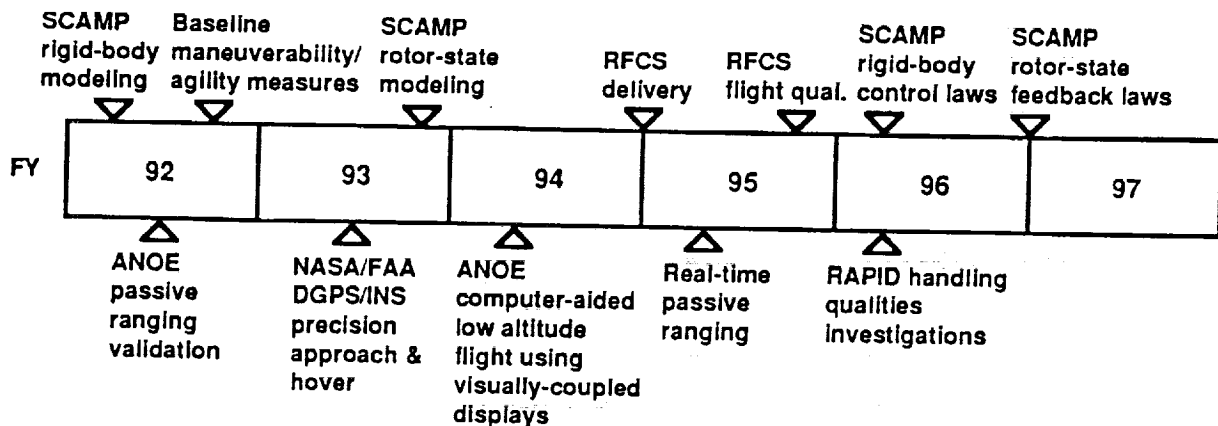 SCAMP
rigid-body
modeling
Baseline
maneuverability/
agility measures
SCAMP
rotor-state
modeling
RFCS
delivery
RFCS
flight qual.
SCAMP
rigid-body
control laws
SCAMP
rotor-state
feedback laws
FY
92
93
94
95
96
97
ANOE
passive
ranging
validation
NASA/FAA
DGPS/INS
precision
approach &
hover
ANOE
computer-aided
low altitude
flight using
visually-coupled
displays
Real-time
passive
ranging
RAPID handling
qualities
investigations